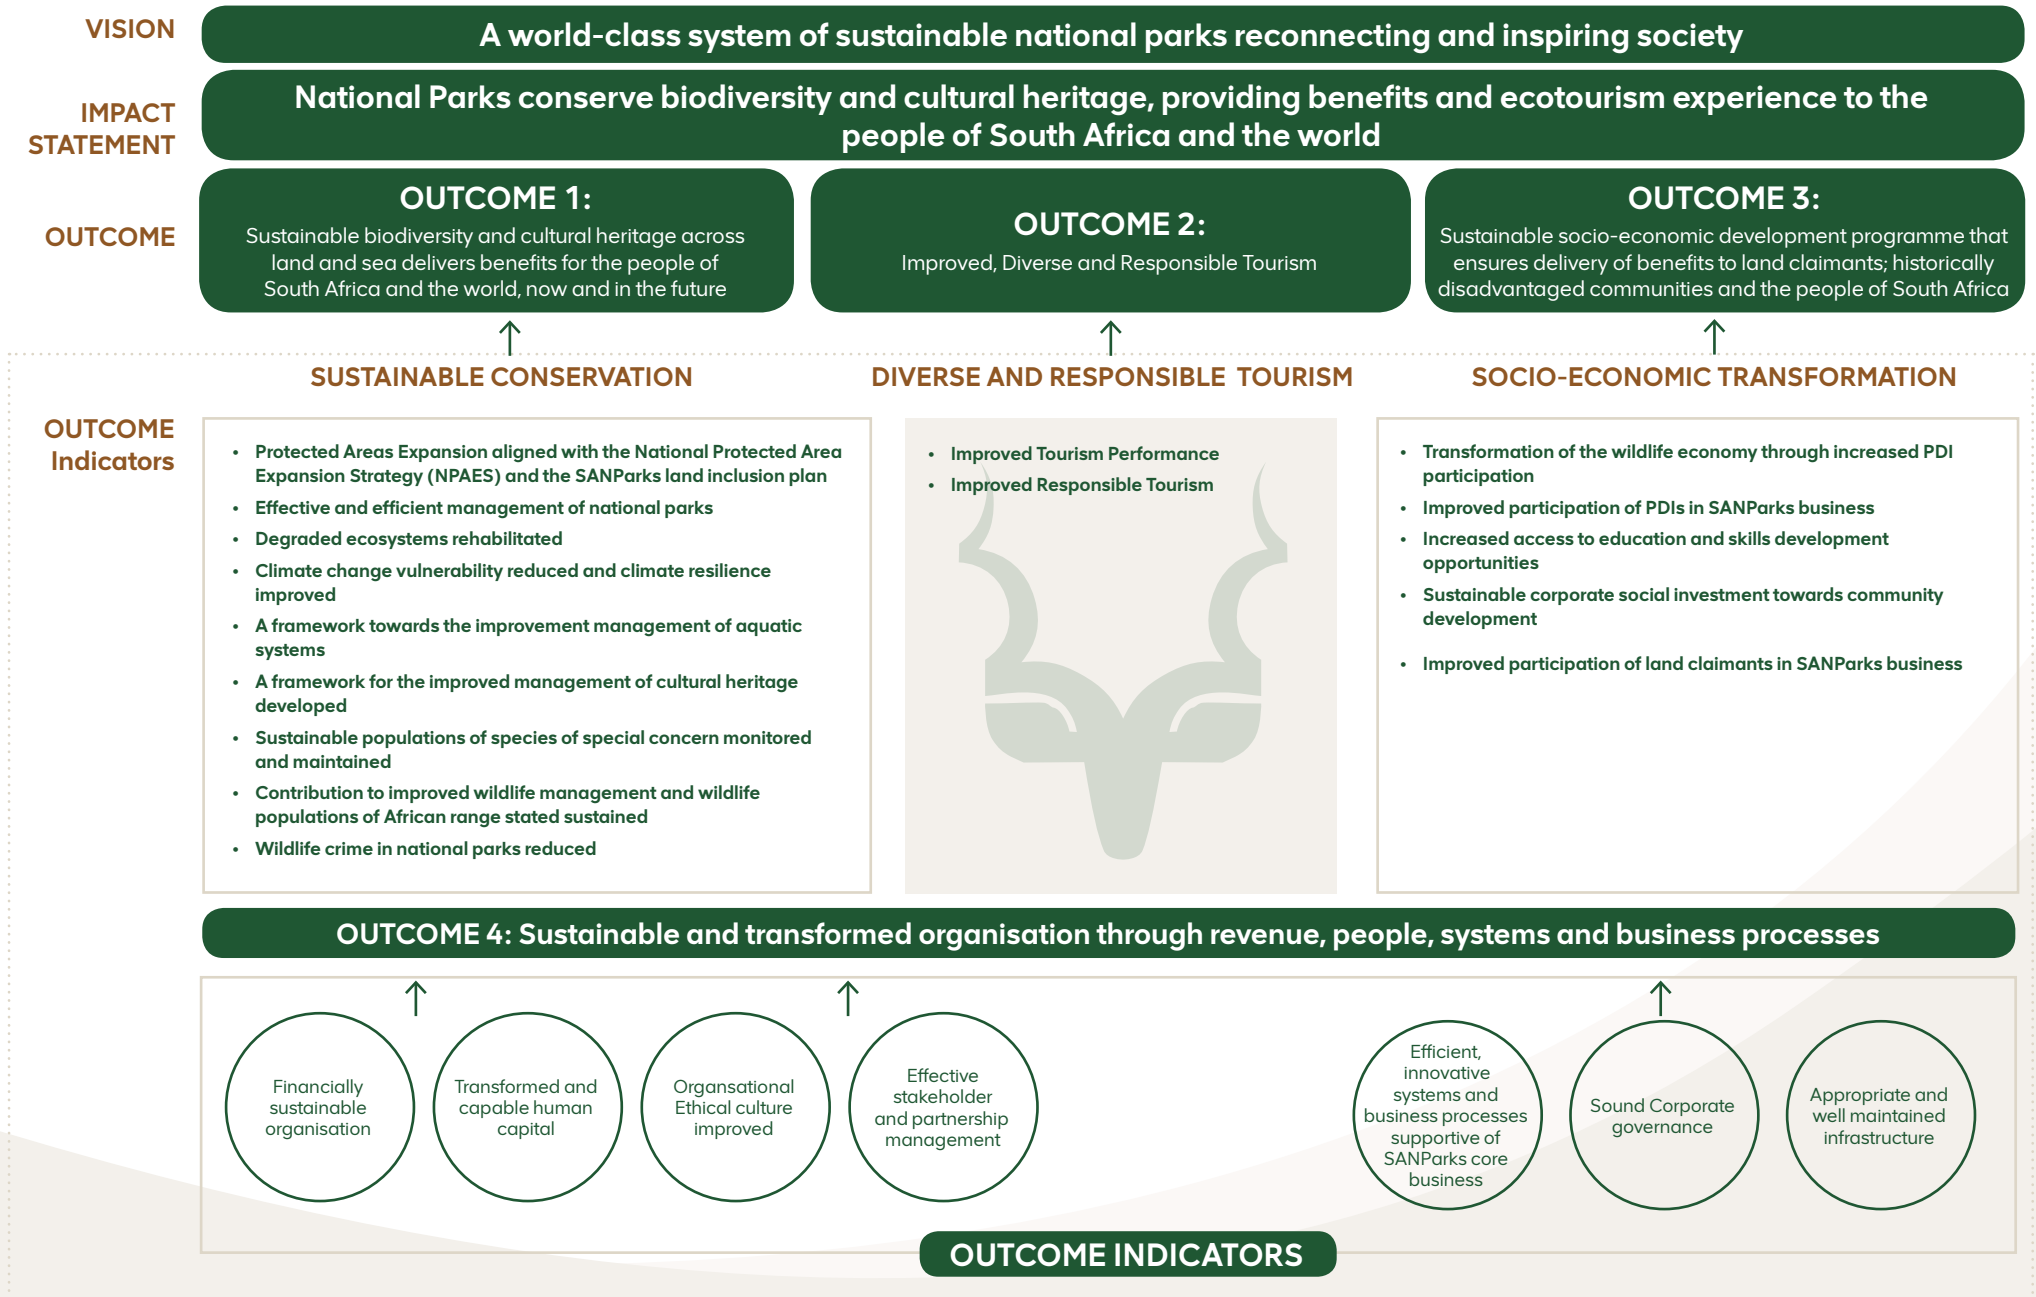 VISION
A world-class system of sustainable national parks reconnecting and inspiring society
IMPACT
STATEMENT
National Parks conserve biodiversity and cultural heritage, providing benefits and ecotourism experience to the
people of South Africa and the world
OUTCOME
OUTCOME 1:
Sustainable biodiversity and cultural heritage across
land and sea delivers benefits for the people of
South Africa and the world, now and in the future
OUTCOME 2:
Improved, Diverse and Responsible Tourism
OUTCOME 3:
Sustainable socio-economic development programme that
ensures delivery of benefits to land claimants; historically
disadvantaged communities and the people of South Africa
OUTCOME
Indicators
SUSTAINABLE CONSERVATION
• Protected Areas Expansion aligned with the National Protected Area
Expansion Strategy (NPAES) and the SANParks land inclusion plan
• Effective and efficient management of national parks
• Degraded ecosystems rehabilitated
• Climate change vulnerability reduced and climate resilience
improved
• A framework towards the improvement management of aquatic
systems
• A framework for the improved management of cultural heritage
developed
• Sustainable populations of species of special concern monitored
and maintained
• Contribution to improved wildlife management and wildlife
populations of African range stated sustained
• Wildlife crime in national parks reduced
DIVERSE AND RESPONSIBLE TOURISM
• Improved Tourism Performance
• Improved Responsible Tourism
SOCIO-ECONOMIC TRANSFORMATION
• Transformation of the wildlife economy through increased PDI
participation
• Improved participation of PDIs in SANParks business
• Increased access to education and skills development
opportunities
• Sustainable corporate social investment towards community
development
• Improved participation of land claimants in SANParks business
OUTCOME 4: Sustainable and transformed organisation through revenue, people, systems and business processes
Financially
sustainable
organisation
Transformed and
capable human
capital
Organsational
Ethical culture
improved
Effective
stakeholder
and partnership
management
Efficient,
innovative
systems and
business processes
supportive of
SANParks core
business
Sound Corporate
governance
Appropriate and
well maintained
infrastructure
OUTCOME INDICATORS